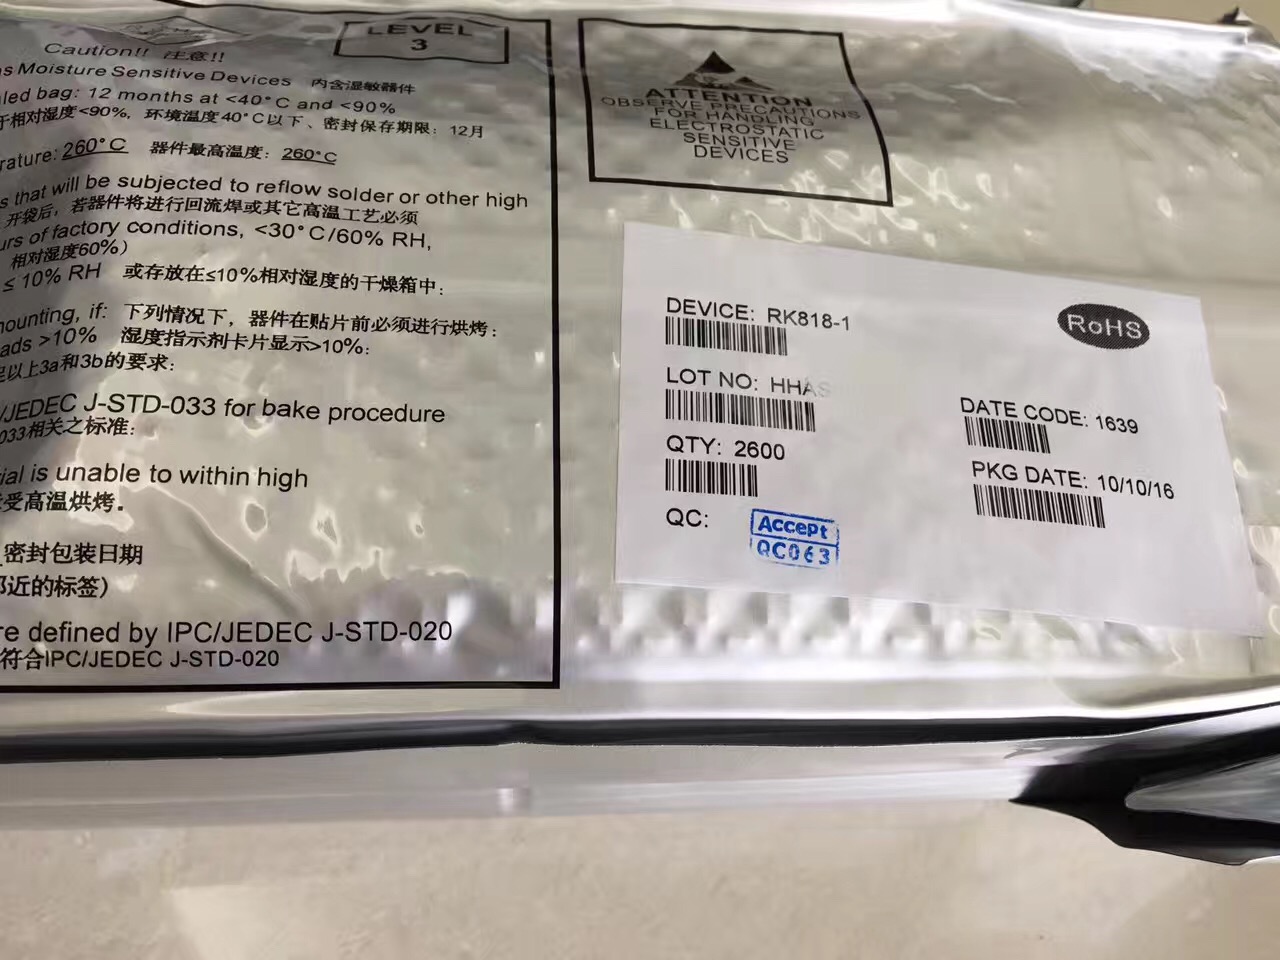 Caution!! 注意!!
Moisture Sensitive Devices 内含湿敏器件
bag: 12 months at <40°C and <90%
相对湿度<90%, 环境温度40°C以下、密封保存期限: 12月
260°C 器件最高温度: 260°C
that will be subjected to reflow solder or other high
开袋后, 若器件将进行回流焊或其它高温工艺必须
of factory conditions, <30°C/60% RH,
相对湿度60%)
≤ 10% RH 或存放在≤10%相对湿度的干燥箱中:
if: 下列情况下, 器件在贴片前必须进行烘烤:
>10% 湿度指示剂卡片显示>10%:
以上3a和3b的要求:
/JEDEC J-STD-033 for bake procedure
033相关之标准:
is unable to within high
受高温烘烤。
密封包装日期
近的标签)
defined by IPC/JEDEC J-STD-020
符合IPC/JEDEC J-STD-020
LEVEL
3
ATTENTION
OBSERVE PRECAUTIONS
FOR HANDLING
ELECTROSTATIC
SENSITIVE
DEVICES
DEVICE: RK818-1
RoHS
LOT NO: HHAS
DATE CODE: 1639
QTY: 2600
PKG DATE: 10/10/16
QC:
Accept
QC063